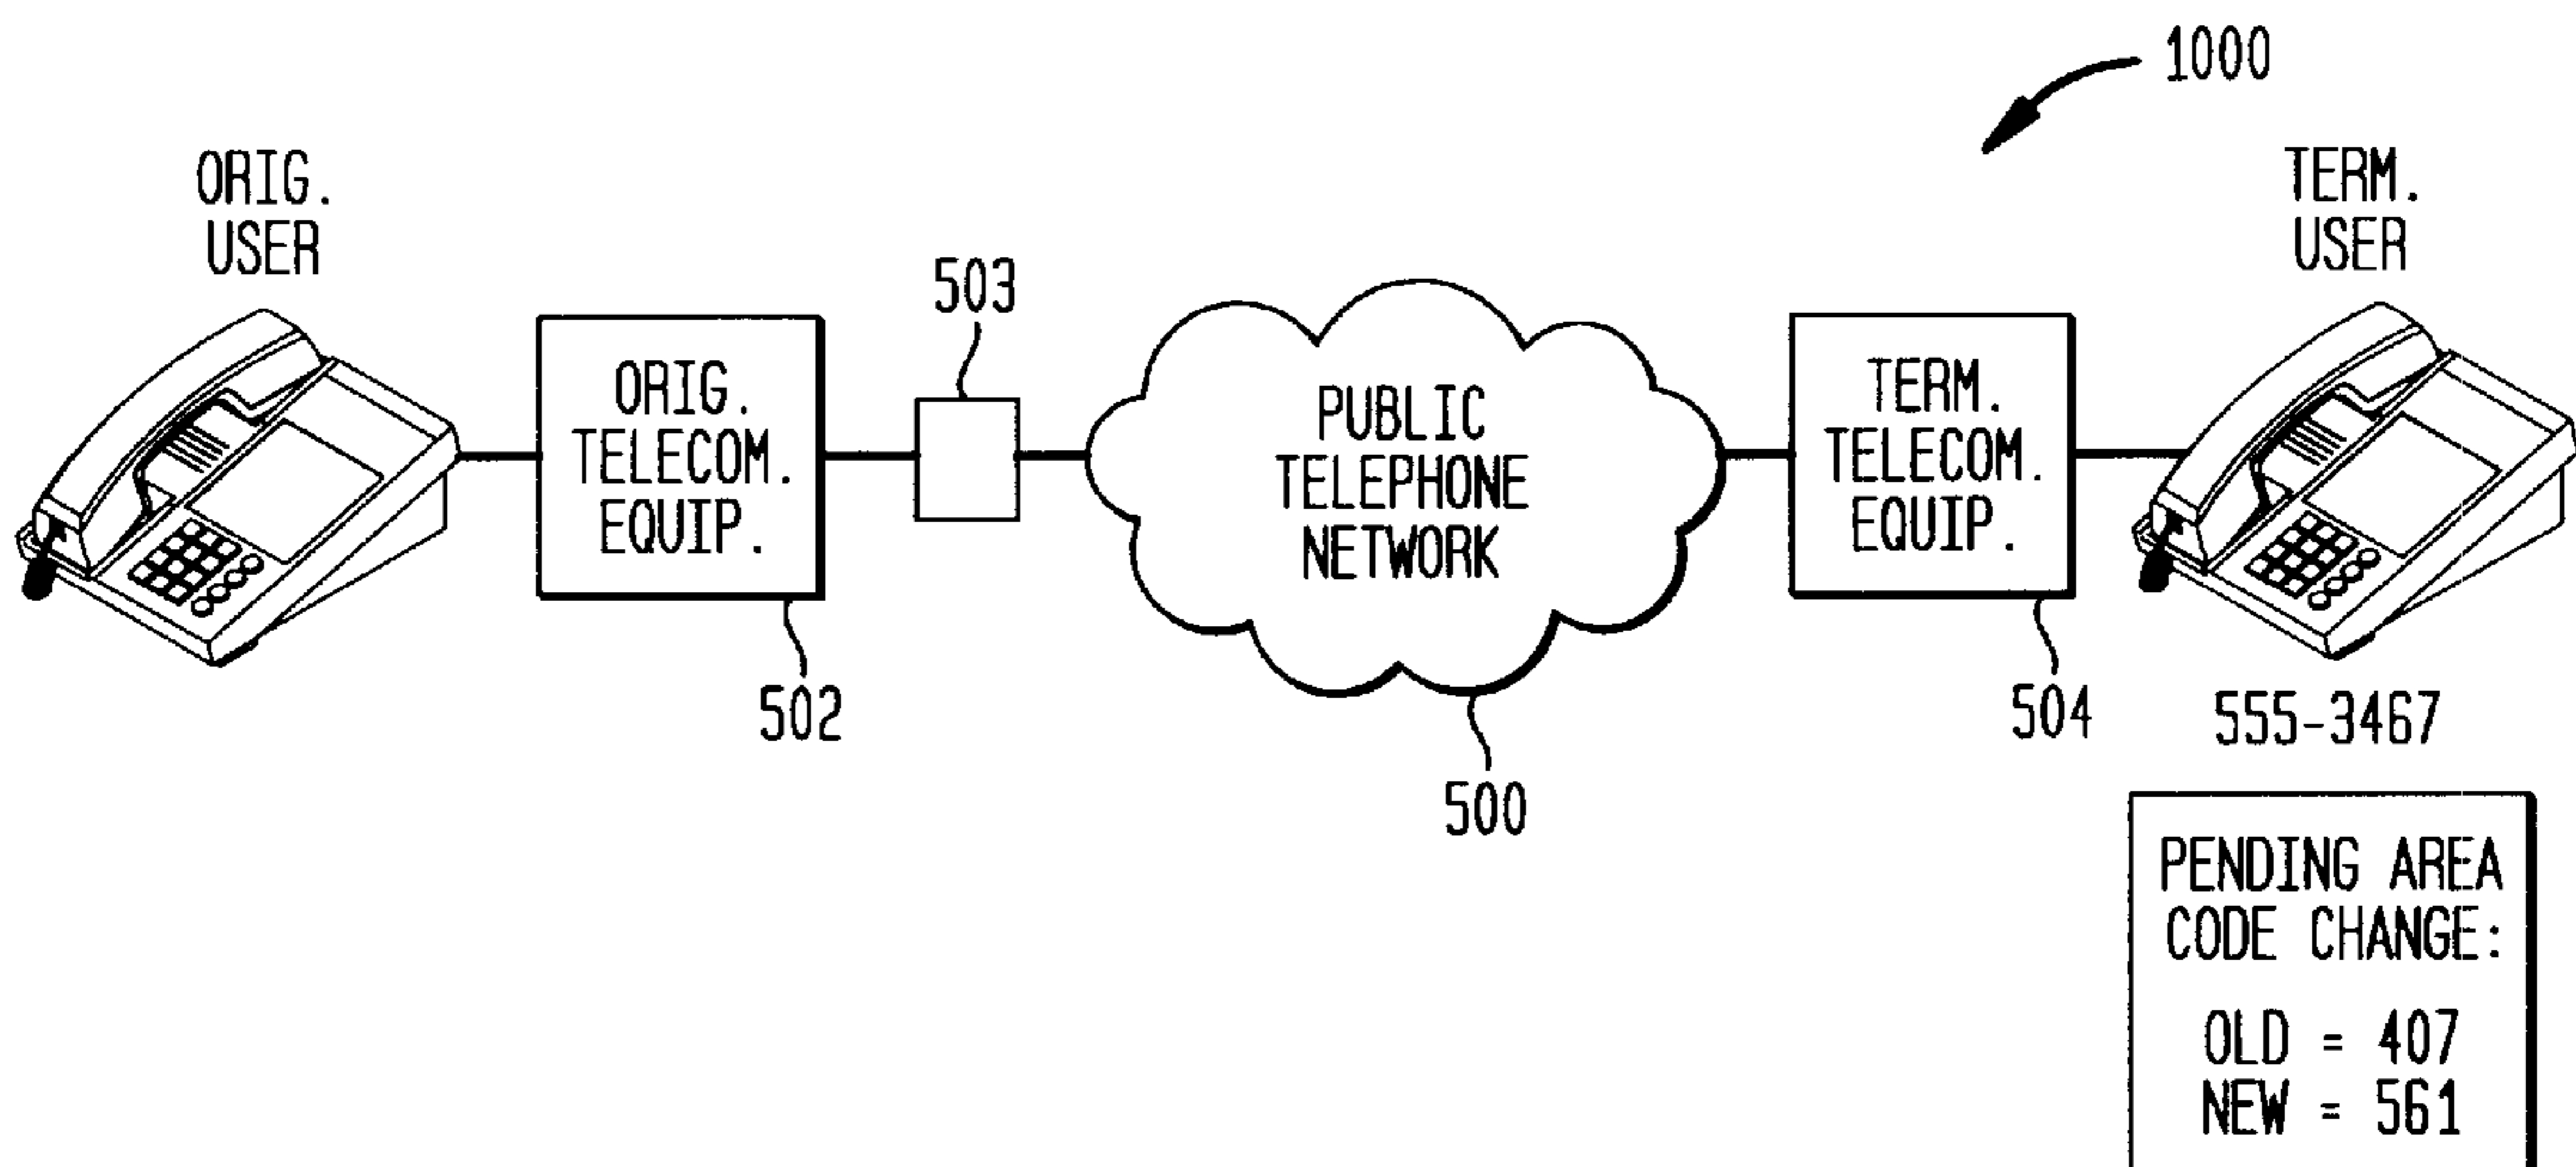 1000
ORIG.
USER
TERM.
USER
503
ORIG.
TELECOM.
EQUIP.
PUBLIC
TELEPHONE
NETWORK
TERM.
TELECOM.
EQUIP.
502
500
504
555-3467
PENDING AREA
CODE CHANGE:
OLD = 407
NEW = 561